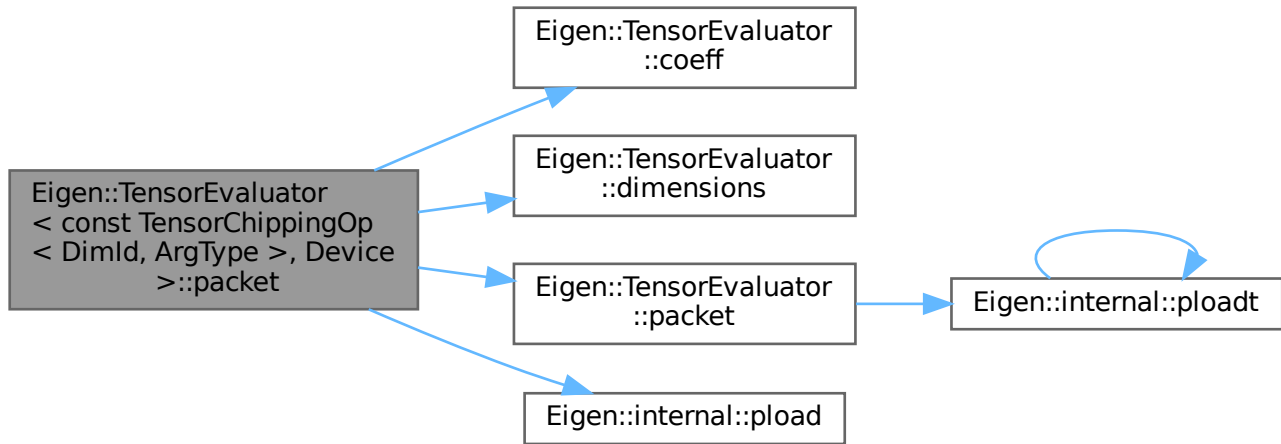 Eigen::TensorEvaluator
< const TensorChippingOp
< DimId, ArgType >, Device
>::packet
Eigen::TensorEvaluator
::coeff
Eigen::TensorEvaluator
::dimensions
Eigen::TensorEvaluator
::packet
Eigen::internal::ploadt
Eigen::internal::pload